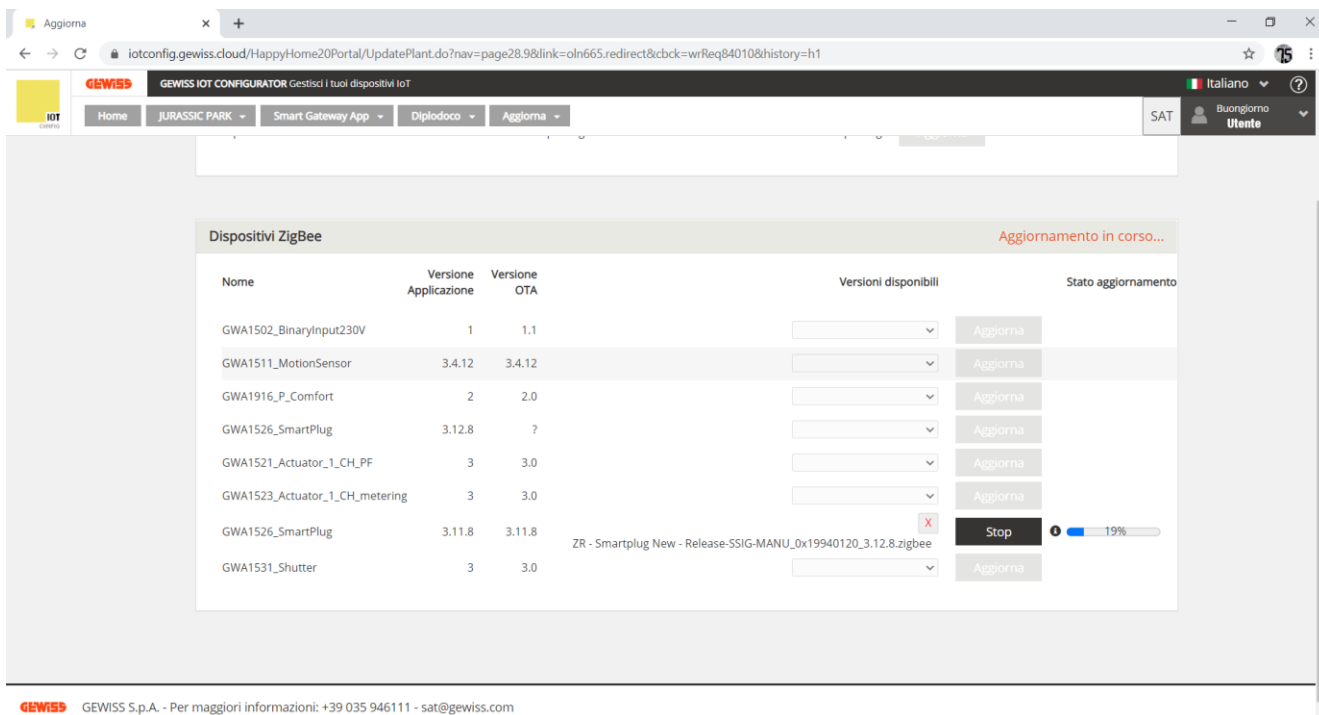 Aggiorna
iotconfig.gewiss.cloud/HappyHome20Portal/UpdatePlant.do?nav=page28.9&link=oln665.redirect&cbck=wrReq84010&history=h1
GEWISS GEWISS IOT CONFIGURATOR Gestisci i tuoi dispositivi IoT Italiano
IOT CONFIG Home JURASSIC PARK Smart Gateway App Diplodoco Aggiorna SAT Buongiorno
Utente
Dispositivi ZigBee Aggiornamento in corso...
Nome Versione Applicazione Versione OTA Versioni disponibili Stato aggiornamento
GWA1502_BinaryInput230V 1 1.1 Aggiorna
GWA1511_MotionSensor 3.4.12 3.4.12 Aggiorna
GWA1916_P_Comfort 2 2.0 Aggiorna
GWA1526_SmartPlug 3.12.8 ? Aggiorna
GWA1521_Actuator_1_CH_PF 3 3.0 Aggiorna
GWA1523_Actuator_1_CH_metering 3 3.0 Aggiorna
X
GWA1526_SmartPlug 3.11.8 3.11.8 Stop 19%
ZR - Smartplug New - Release-SSIG-MANU_0x19940120_3.12.8.zigbee
GWA1531_Shutter 3 3.0 Aggiorna
GEWISS GEWISS S.p.A. - Per maggiori informazioni: +39 035 946111 - sat@gewiss.com